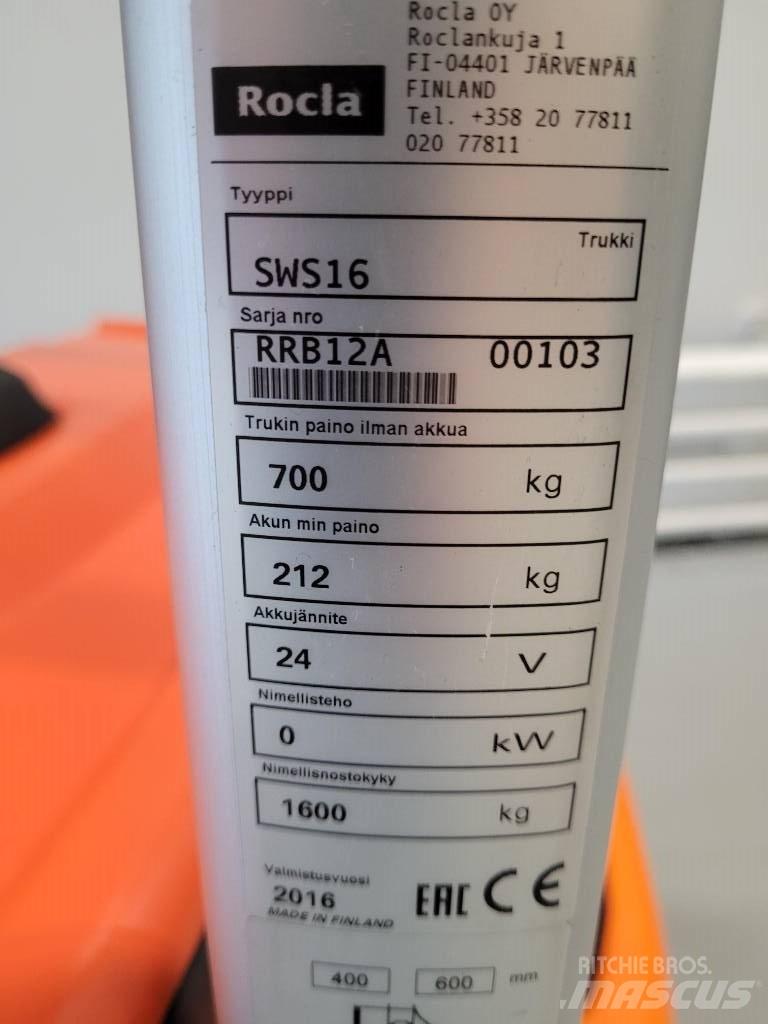 Rocla OY
Roclankuja 1
FI-04401 JÄRVENPÄÄ
FINLAND
Tel. +358 20 77811
020 77811
Rocla
Tyyppi
Trukki
SWS16
Sarja nro
RRB12A 00103
Trukin paino ilman akkua
700 kg
Akun min paino
212 kg
Akkujännite
24 V
Nimellisteho
0 kW
Nimellisnostokyky
1600 kg
Valmistusvuosi
2016
MADE IN FINLAND
EAC CE
400 600 mm
RITCHIE BROS.
MASCUS